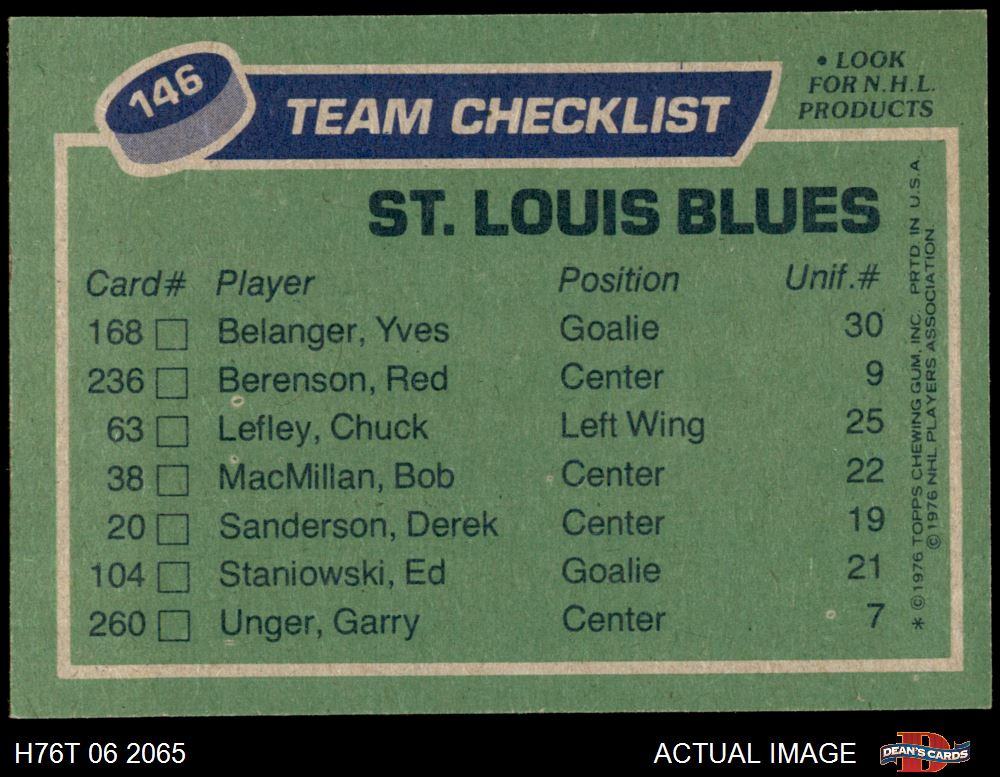 146
TEAM CHECKLIST
• LOOK
FOR N.H.L.
PRODUCTS
ST. LOUIS BLUES
Card# Player Position Unif.#
168 Belanger, Yves Goalie 30
236 Berenson, Red Center 9
63 Lefley, Chuck Left Wing 25
38 MacMillan, Bob Center 22
20 Sanderson, Derek Center 19
104 Staniowski, Ed Goalie 21
260 Unger, Garry Center 7
* © 1976 TOPPS CHEWING GUM, INC. PRTD. IN U.S.A.
© 1976 NHL PLAYERS ASSOCIATION
H76T 06 2065
ACTUAL IMAGE
DEAN'S CARDS